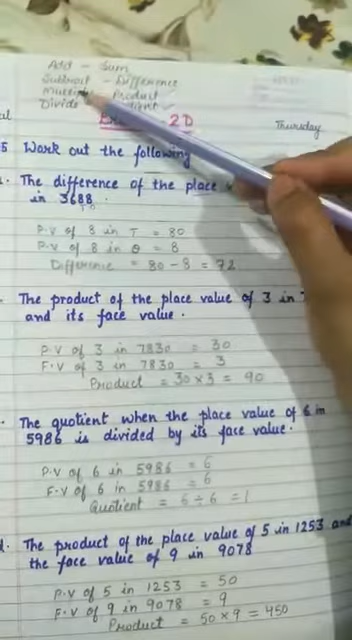 Add - Sum
Subtract - Difference
Multiply Product
Divide
2D
Thursday
5 Work out the following
The difference of the place
in 3688.
P.V of 8 in T = 80
P.V of 8 in O = 8
Difference = 80 - 8 = 72
The product of the place value of 3 in
and its face value.
P.V of 3 in 7830 = 30
F.V of 3 in 7830 = 3
Product = 30 × 3 = 90
The quotient when the place value of 6 in
5986 is divided by its face value.
P.V of 6 in 5986 = 6
F.V of 6 in 5986 = 6
Quotient = 6 ÷ 6 = 1
d. The product of the place value of 5 in 1253 and
the face value of 9 in 9078
P.V of 5 in 1253 = 50
F.V of 9 in 9078 = 9
Product = 50 × 9 = 450